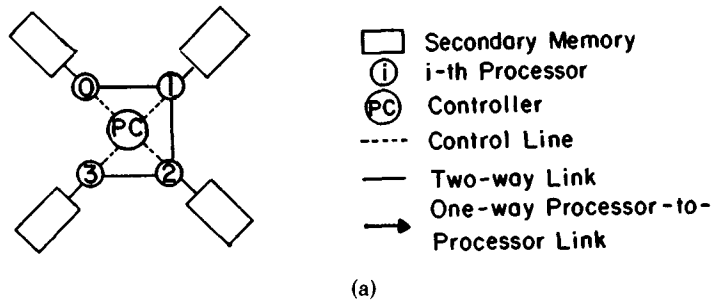 0
1
PC
3
2
Secondary Memory
i i-th Processor
PC Controller
Control Line
Two-way Link
One-way Processor-to-
Processor Link
(a)